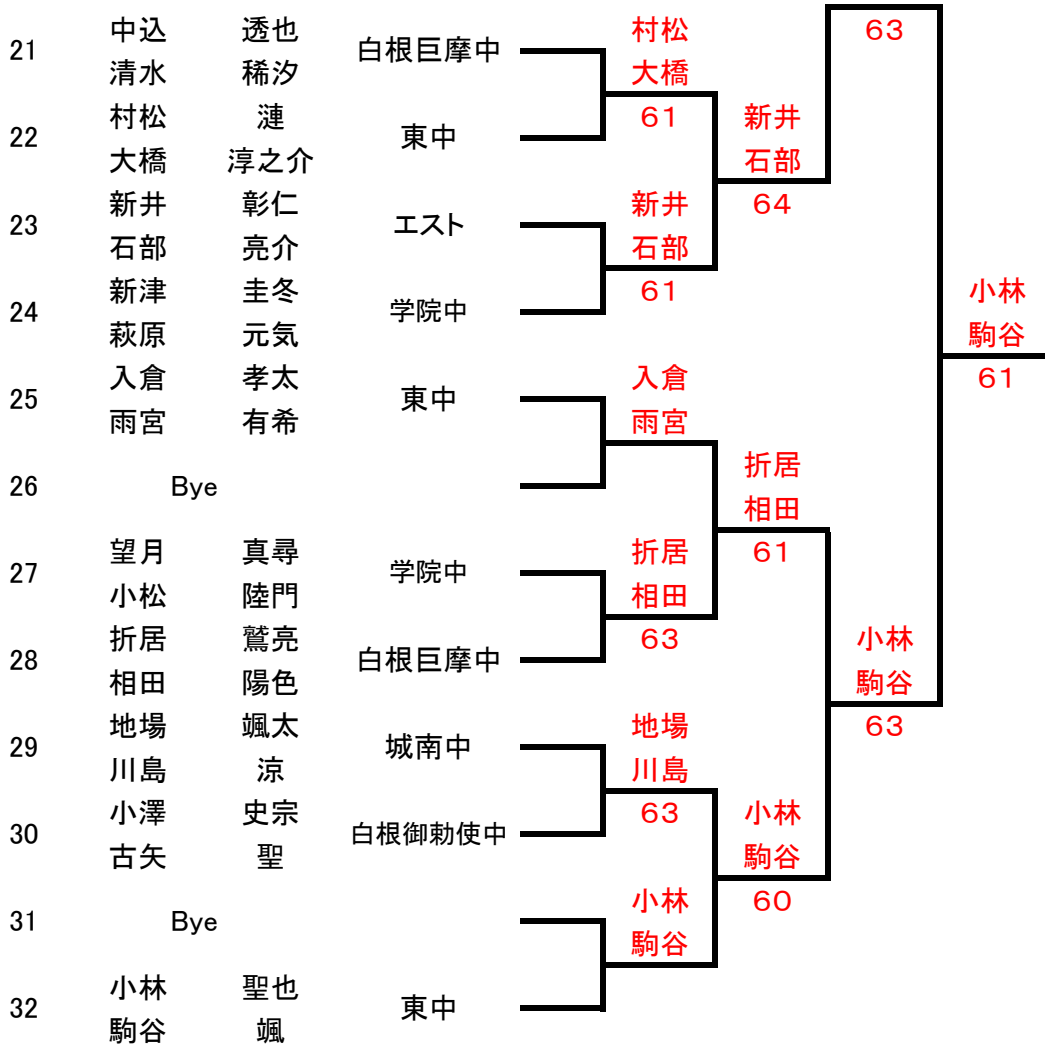 中込 透也 村松 63
21 白根巨摩中
清水 稀汐 大橋
村松 漣 61 新井
22 東中
大橋 淳之介 石部
新井 彰仁 新井 64
23 エスト
石部 亮介 石部
新津 圭冬 61 小林
24 学院中
萩原 元気 駒谷
入倉 孝太 入倉 61
25 東中
雨宮 有希 雨宮
折居
26 Bye
相田
望月 真尋 折居 61
27 学院中
小松 陸門 相田
折居 鷲亮 63 小林
28 白根巨摩中
相田 陽色 駒谷
地場 颯太 地場 63
29 城南中
川島 涼 川島
小澤 史宗 63 小林
30 白根御勅使中
古矢 聖 駒谷
小林 60
31 Bye
駒谷
小林 聖也
32 東中
駒谷 颯